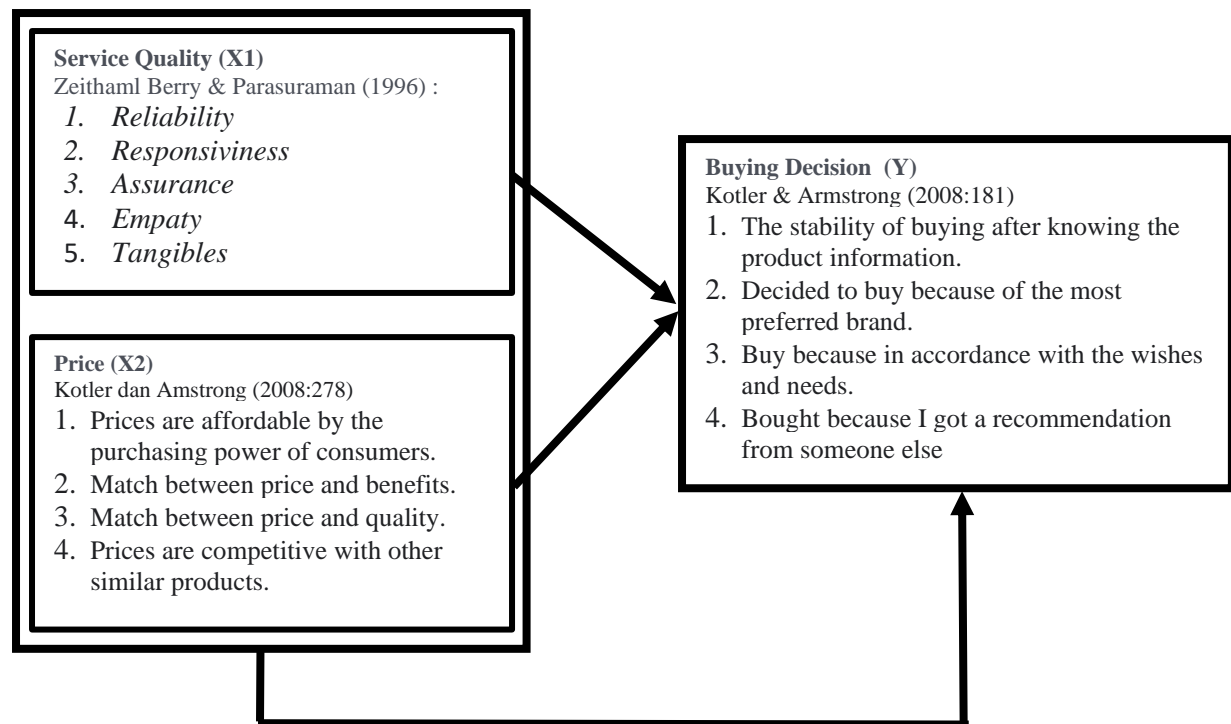 Service Quality (X1)
Zeithaml Berry & Parasuraman (1996) :
1. Reliability
2. Responsiviness
3. Assurance
4. Empaty
5. Tangibles
Price (X2)
Kotler dan Amstrong (2008:278)
1. Prices are affordable by the
purchasing power of consumers.
2. Match between price and benefits.
3. Match between price and quality.
4. Prices are competitive with other
similar products.
Buying Decision (Y)
Kotler & Armstrong (2008:181)
1. The stability of buying after knowing the
product information.
2. Decided to buy because of the most
preferred brand.
3. Buy because in accordance with the wishes
and needs.
4. Bought because I got a recommendation
from someone else